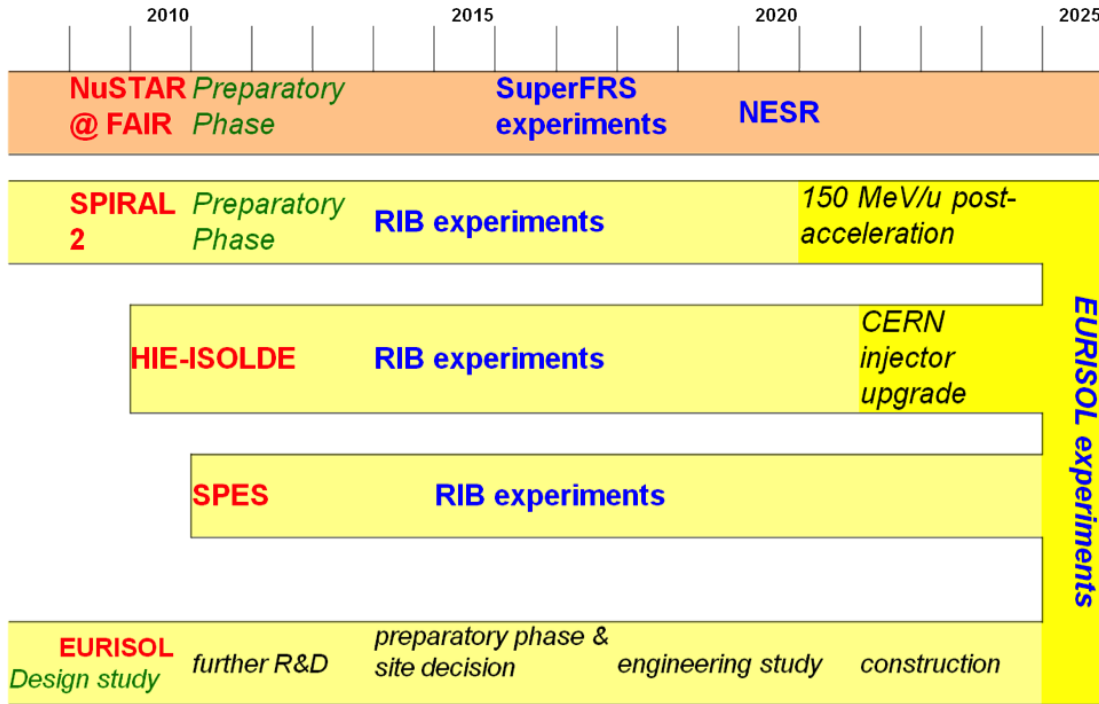 2010 2015 2020 2025
NuSTAR
@ FAIR
Preparatory
Phase
SuperFRS
experiments
NESR
SPIRAL
2
Preparatory
Phase
RIB experiments
150 MeV/u post-
acceleration
HIE-ISOLDE
RIB experiments
CERN
injector
upgrade
SPES
RIB experiments
EURISOL experiments
EURISOL
Design study
further R&D
preparatory phase &
site decision
engineering study
construction